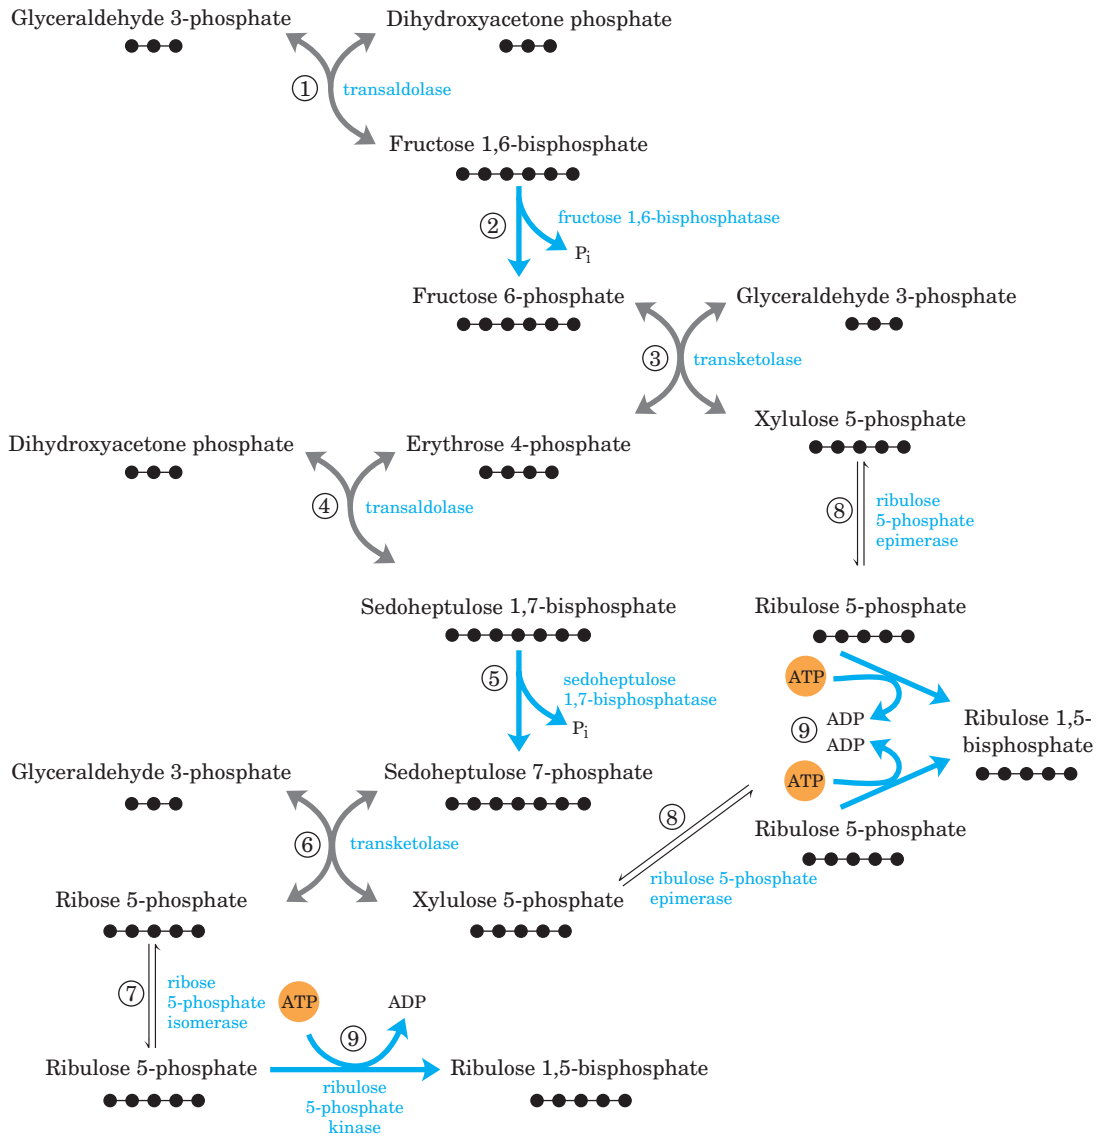 Glyceraldehyde 3-phosphate
Dihydroxyacetone phosphate
① transaldolase
Fructose 1,6-bisphosphate
② fructose 1,6-bisphosphatase
Pi
Fructose 6-phosphate
Glyceraldehyde 3-phosphate
③ transketolase
Xylulose 5-phosphate
Dihydroxyacetone phosphate
Erythrose 4-phosphate
④ transaldolase
⑧ ribulose
5-phosphate
epimerase
Sedoheptulose 1,7-bisphosphate
Ribulose 5-phosphate
⑤ sedoheptulose
1,7-bisphosphatase
Pi
ATP
ADP
⑨
ADP
ATP
Ribulose 1,5-
bisphosphate
Glyceraldehyde 3-phosphate
Sedoheptulose 7-phosphate
Ribulose 5-phosphate
⑥ transketolase
⑧
ribulose 5-phosphate
epimerase
Ribose 5-phosphate
Xylulose 5-phosphate
⑦ ribose
5-phosphate
isomerase
ATP
ADP
⑨
Ribulose 5-phosphate
Ribulose 1,5-bisphosphate
ribulose
5-phosphate
kinase